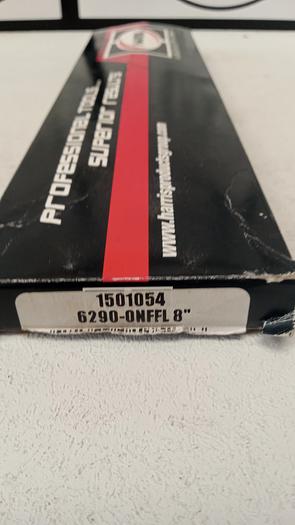 PROFESSIONAL TOOLS...
SUPERIOR RESULTS
www.harrisproductsgroup.com
1501054
6290-0NFFL 8"